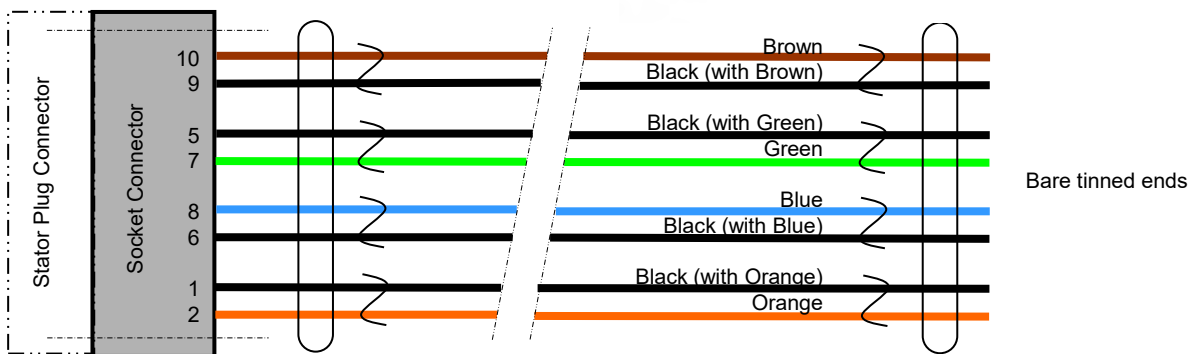 Stator Plug Connector
Socket Connector
10
9
5
7
8
6
1
2
Brown
Black (with Brown)
Black (with Green)
Green
Blue
Black (with Blue)
Black (with Orange)
Orange
Bare tinned ends